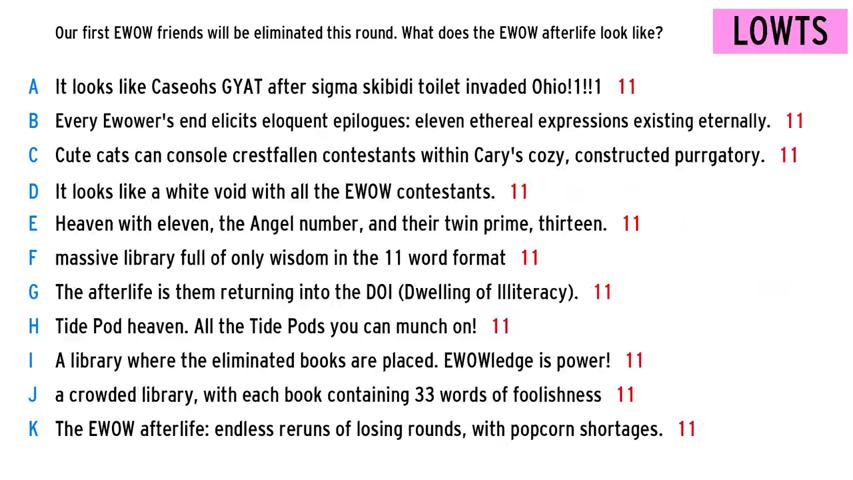 Our first EWOW friends will be eliminated this round. What does the EWOW afterlife look like?
LOWTS
A It looks like Caseohs GYAT after sigma skibidi toilet invaded Ohio!1!!1 11
B Every Ewower's end elicits eloquent epilogues: eleven ethereal expressions existing eternally. 11
C Cute cats can console crestfallen contestants within Cary's cozy, constructed purrgatory. 11
D It looks like a white void with all the EWOW contestants. 11
E Heaven with eleven, the Angel number, and their twin prime, thirteen. 11
F massive library full of only wisdom in the 11 word format 11
G The afterlife is them returning into the DOI (Dwelling of Illiteracy). 11
H Tide Pod heaven. All the Tide Pods you can munch on! 11
I A library where the eliminated books are placed. EWOWledge is power! 11
J a crowded library, with each book containing 33 words of foolishness 11
K The EWOW afterlife: endless reruns of losing rounds, with popcorn shortages. 11